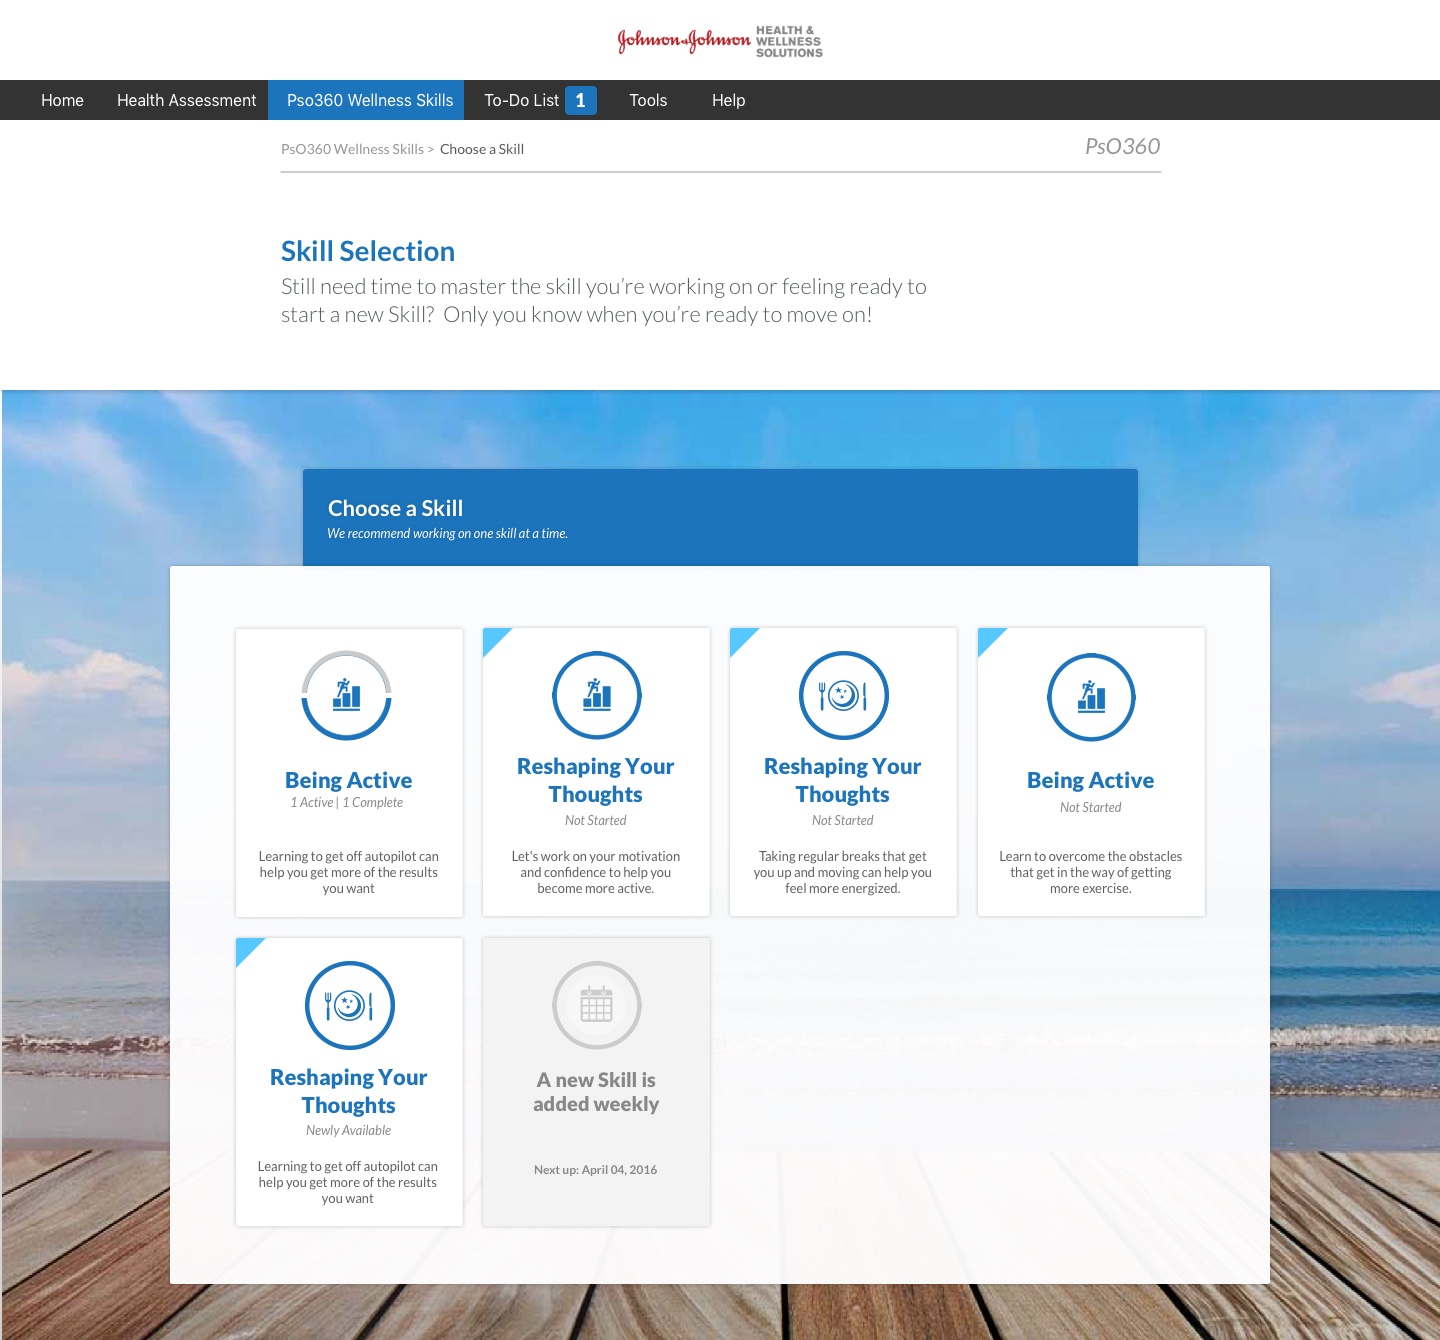 Johnson & Johnson HEALTH &
WELLNESS
SOLUTIONS
Home Health Assessment Pso360 Wellness Skills To-Do List 1 Tools Help
PsO360 Wellness Skills > Choose a Skill
PsO360
Skill Selection
Still need time to master the skill you’re working on or feeling ready to
start a new Skill? Only you know when you’re ready to move on!
Choose a Skill
We recommend working on one skill at a time.
Being Active
1 Active | 1 Complete
Learning to get off autopilot can
help you get more of the results
you want
Reshaping Your
Thoughts
Not Started
Let's work on your motivation
and confidence to help you
become more active.
Reshaping Your
Thoughts
Not Started
Taking regular breaks that get
you up and moving can help you
feel more energized.
Being Active
Not Started
Learn to overcome the obstacles
that get in the way of getting
more exercise.
Reshaping Your
Thoughts
Newly Available
Learning to get off autopilot can
help you get more of the results
you want
A new Skill is
added weekly
Next up: April 04, 2016